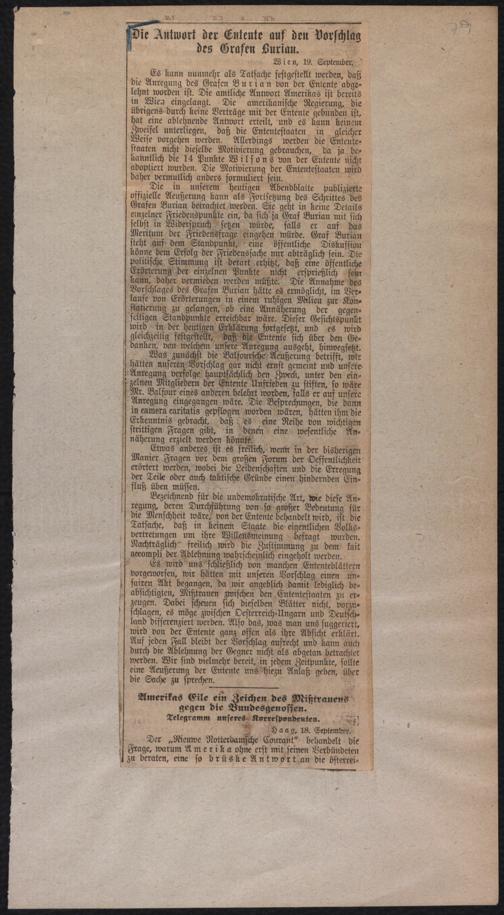 Die Antwort der Entente auf den Vorschlag
des Grafen Burian.
Wien, 19. September.
Es kann nunmehr als Tatsache festgestellt werden, daß
die Anregung des Grafen Burian von der Entente abge-
lehnt worden ist. Die amtliche Antwort Amerikas ist bereits
in Wien eingelangt. Die amerikanische Regierung, die
übrigens durch keine Verträge mit der Entente gebunden ist,
hat eine ablehnende Antwort erteilt, und es kann keinem
Zweifel unterliegen, daß die Ententestaaten in gleicher
Weise vorgehen werden. Allerdings werden die Entente-
staaten nicht dieselbe Motivierung gebrauchen, da ja be-
kanntlich die 14 Punkte Wilsons von der Entente nicht
adoptiert wurden. Die Motivierung der Ententestaaten wird
daher vermutlich anders formuliert sein.
Die in unserem heutigen Abendblatte publizierte
offizielle Aeußerung kann als Fortsetzung des Schrittes des
Grafen Burian betrachtet werden. Sie geht in keine Details
einzelner Friedenspunkte ein, da sich ja Graf Burian mit sich
selbst in Widerspruch setzen würde, falls er auf das
Meritum der Friedensfrage eingehen würde. Graf Burian
steht auf dem Standpunkt, eine öffentliche Diskussion
könne dem Erfolg der Friedenssache nur abträglich sein. Die
politische Stimmung ist derart erhitzt, daß eine öffentliche
Erörterung der einzelnen Punkte nicht ersprießlich sein
kann, daher vermieden werden müßte. Die Annahme des
Vorschlages des Grafen Burian hätte es ermöglicht, im Ver-
laufe von Erörterungen in einem ruhigen Milieu zur Kon-
statierung zu gelangen, ob eine Annäherung der gegen-
seitigen Standpunkte erreichbar wäre. Dieser Gesichtspunkt
wird in der heutigen Erklärung fortgesetzt, und es wird
gleichzeitig festgestellt, daß die Entente sich über den Ge-
danken, von welchem unsere Anregung ausgeht, hinwegsetzt.
Was zunächst die Balfoursche Aeußerung betrifft, wir
hätten unseren Vorschlag gar nicht ernst gemeint und unsere
Anregung verfolge hauptsächlich den Zweck, unter den ein-
zelnen Mitgliedern der Entente Unfrieden zu stiften, so wäre
Mr. Balfour eines anderen belehrt worden, falls er auf unsere
Anregung eingegangen wäre. Die Besprechungen, die dann
in camera caritatis gepflogen worden wären, hätten ihm die
Erkenntnis gebracht, daß es eine Reihe von wichtigen
strittigen Fragen gibt, in denen eine wesentliche An-
näherung erzielt werden könnte.
Etwas anderes ist es freilich, wenn in der bisherigen
Manier Fragen vor dem großen Forum der Oeffentlichkeit
erörtert werden, wobei die Leidenschaften und die Erregung
der Teile oder auch taktische Gründe einen hindernden Ein-
fluß üben müssen.
Bezeichnend für die undemokratische Art, wie diese An-
regung, deren Durchführung von so großer Bedeutung für
die Menschheit wäre, von der Entente behandelt wird, ist die
Tatsache, daß in keinem Staate die eigentlichen Volks-
vertretungen um ihre Willensmeinung befragt wurden.
Nachträglich freilich wird die Zustimmung zu dem fait
accompli der Ablehnung wahrscheinlich eingeholt werden.
Es wird uns schließlich von manchen Ententeblättern
vorgeworfen, wir hätten mit unserem Vorschlag einen un-
fairen Akt begangen, da wir angeblich damit lediglich be-
absichtigten, Mißtrauen zwischen den Ententestaaten zu er-
zeugen. Dabei scheuen sich dieselben Blätter nicht, vorzu-
schlagen, es möge zwischen Oesterreich-Ungarn und Deutsch-
land differenziert werden. Also das, was man uns suggeriert,
wird von der Entente ganz offen als ihre Absicht erklärt.
Auf jeden Fall bleibt der Vorschlag aufrecht und kann auch
durch die Ablehnung der Gegner nicht als abgetan betrachtet
werden. Wir sind vielmehr bereit, in jedem Zeitpunkte, sollte
eine Aeußerung der Entente uns hiezu Anlaß geben, über
die Sache zu sprechen.
Amerikas Eile ein Zeichen des Mißtrauens
gegen die Bundesgenossen.
Telegramm unseres Korrespondenten.
Haag, 18. September.
Der „Nieuwe Rotterdamsche Courant“ behandelt die
Frage, warum Amerika ohne erst mit seinen Verbündeten
zu beraten, eine so brüske Antwort an die österrei-